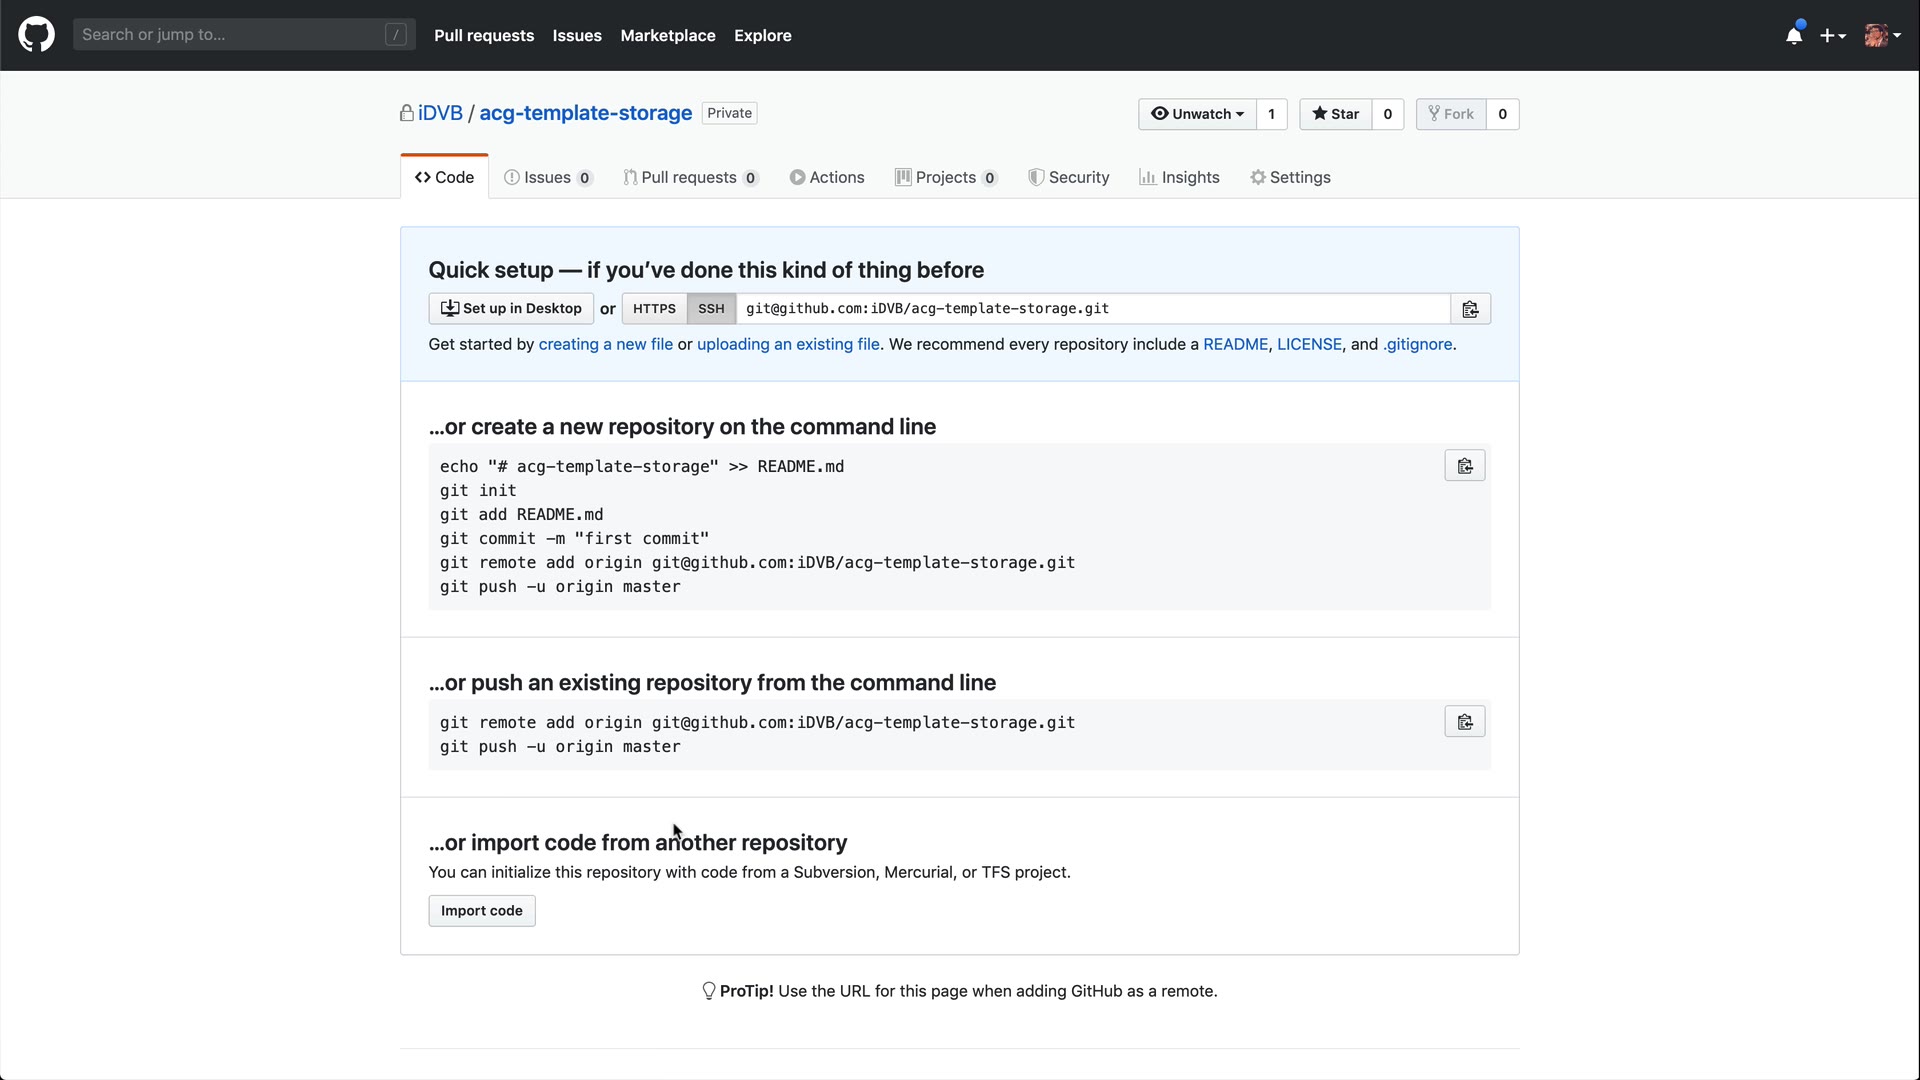 Search or jump to... /
Pull requests Issues Marketplace Explore
iDVB / acg-template-storage Private
Unwatch 1 Star 0 Fork 0
Code Issues 0 Pull requests 0 Actions Projects 0 Security Insights Settings
Quick setup — if you’ve done this kind of thing before
Set up in Desktop or HTTPS SSH git@github.com:iDVB/acg-template-storage.git
Get started by creating a new file or uploading an existing file. We recommend every repository include a README, LICENSE, and .gitignore.
…or create a new repository on the command line
echo "# acg-template-storage" >> README.md
git init
git add README.md
git commit -m "first commit"
git remote add origin git@github.com:iDVB/acg-template-storage.git
git push -u origin master
…or push an existing repository from the command line
git remote add origin git@github.com:iDVB/acg-template-storage.git
git push -u origin master
…or import code from another repository
You can initialize this repository with code from a Subversion, Mercurial, or TFS project.
Import code
ProTip! Use the URL for this page when adding GitHub as a remote.